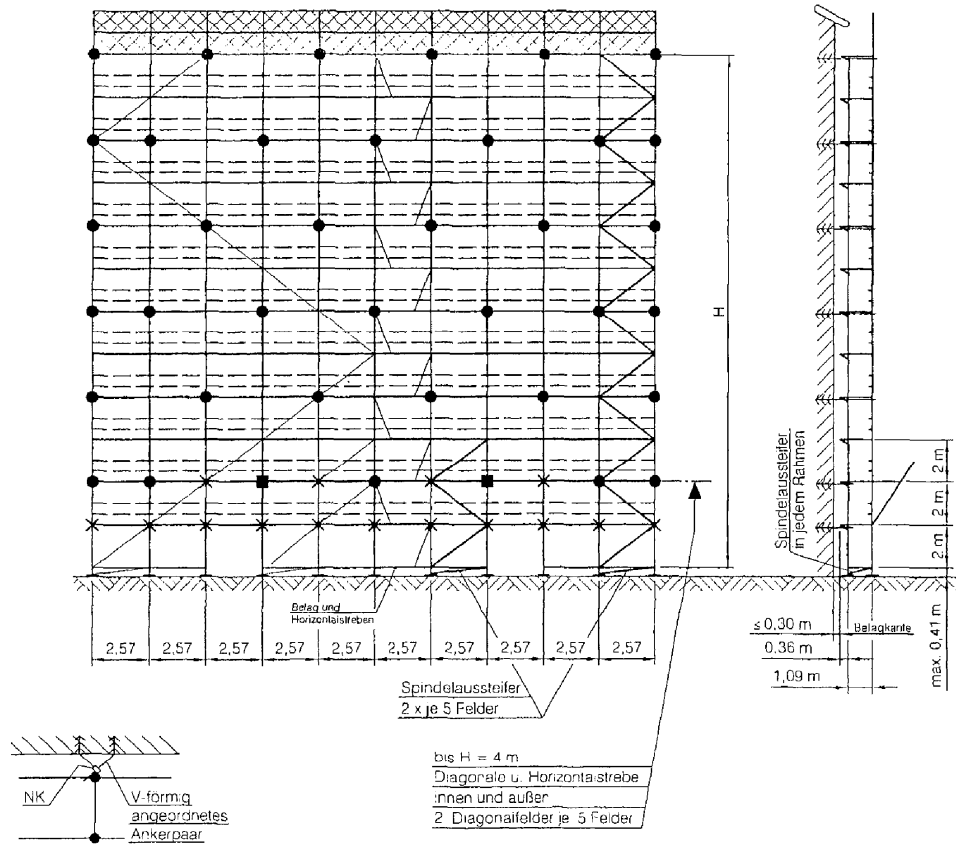 H
Spindelaussteifer
in jedem Rahmen
2 m
2 m
2 m
max. 0,41 m
≤ 0,30 m
Belagkante
0,36 m
1,09 m
Belag und
Horizontalstreben
2,57 2,57 2,57 2,57 2,57 2,57 2,57 2,57 2,57 2,57
Spindelaussteifer
2 x je 5 Felder
bis H = 4 m
Diagonale u. Horizontalstrebe
innen und außen
2 Diagonalfelder je 5 Felder
NK
V-förmig
angeordnetes
Ankerpaar